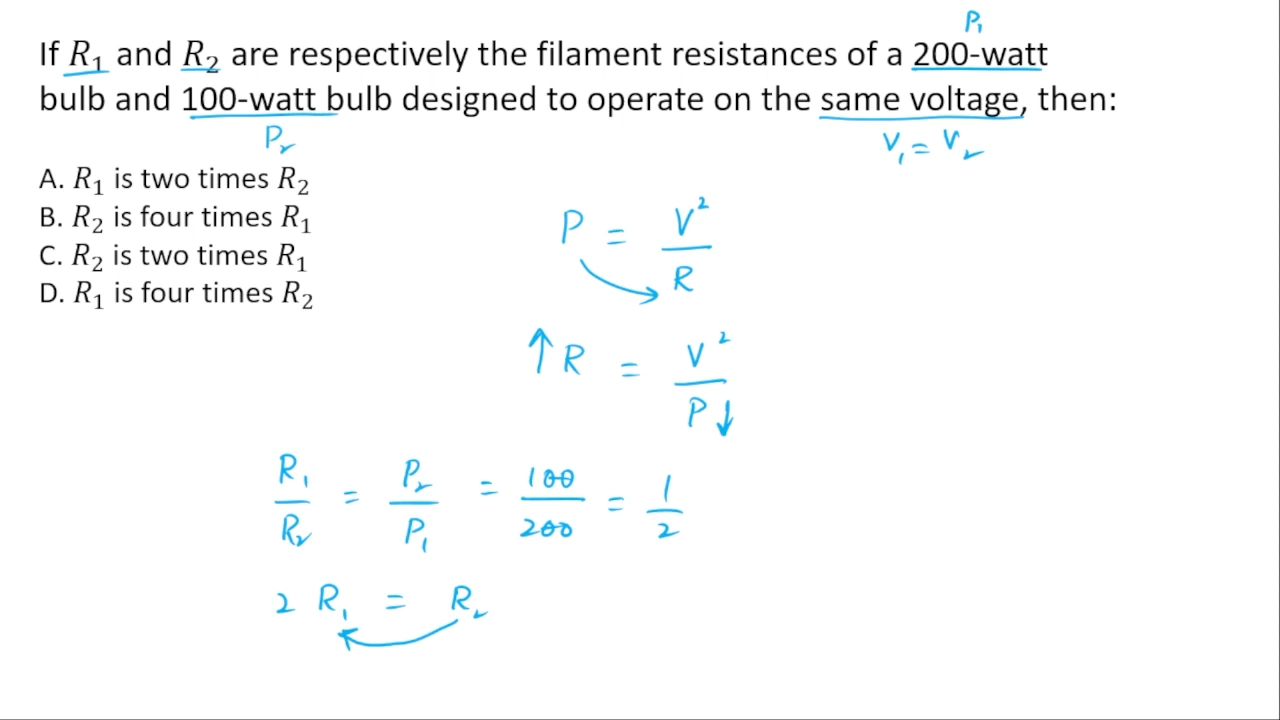 P₁
If R₁ and R₂ are respectively the filament resistances of a 200-watt
bulb and 100-watt bulb designed to operate on the same voltage, then:
P₂
V₁ = V₂
A. R₁ is two times R₂
B. R₂ is four times R₁
C. R₂ is two times R₁
D. R₁ is four times R₂
P = V²/R
↑R = V²/P↓
R₁/R₂ = P₂/P₁ = 100/200 = 1/2
2 R₁ = R₂